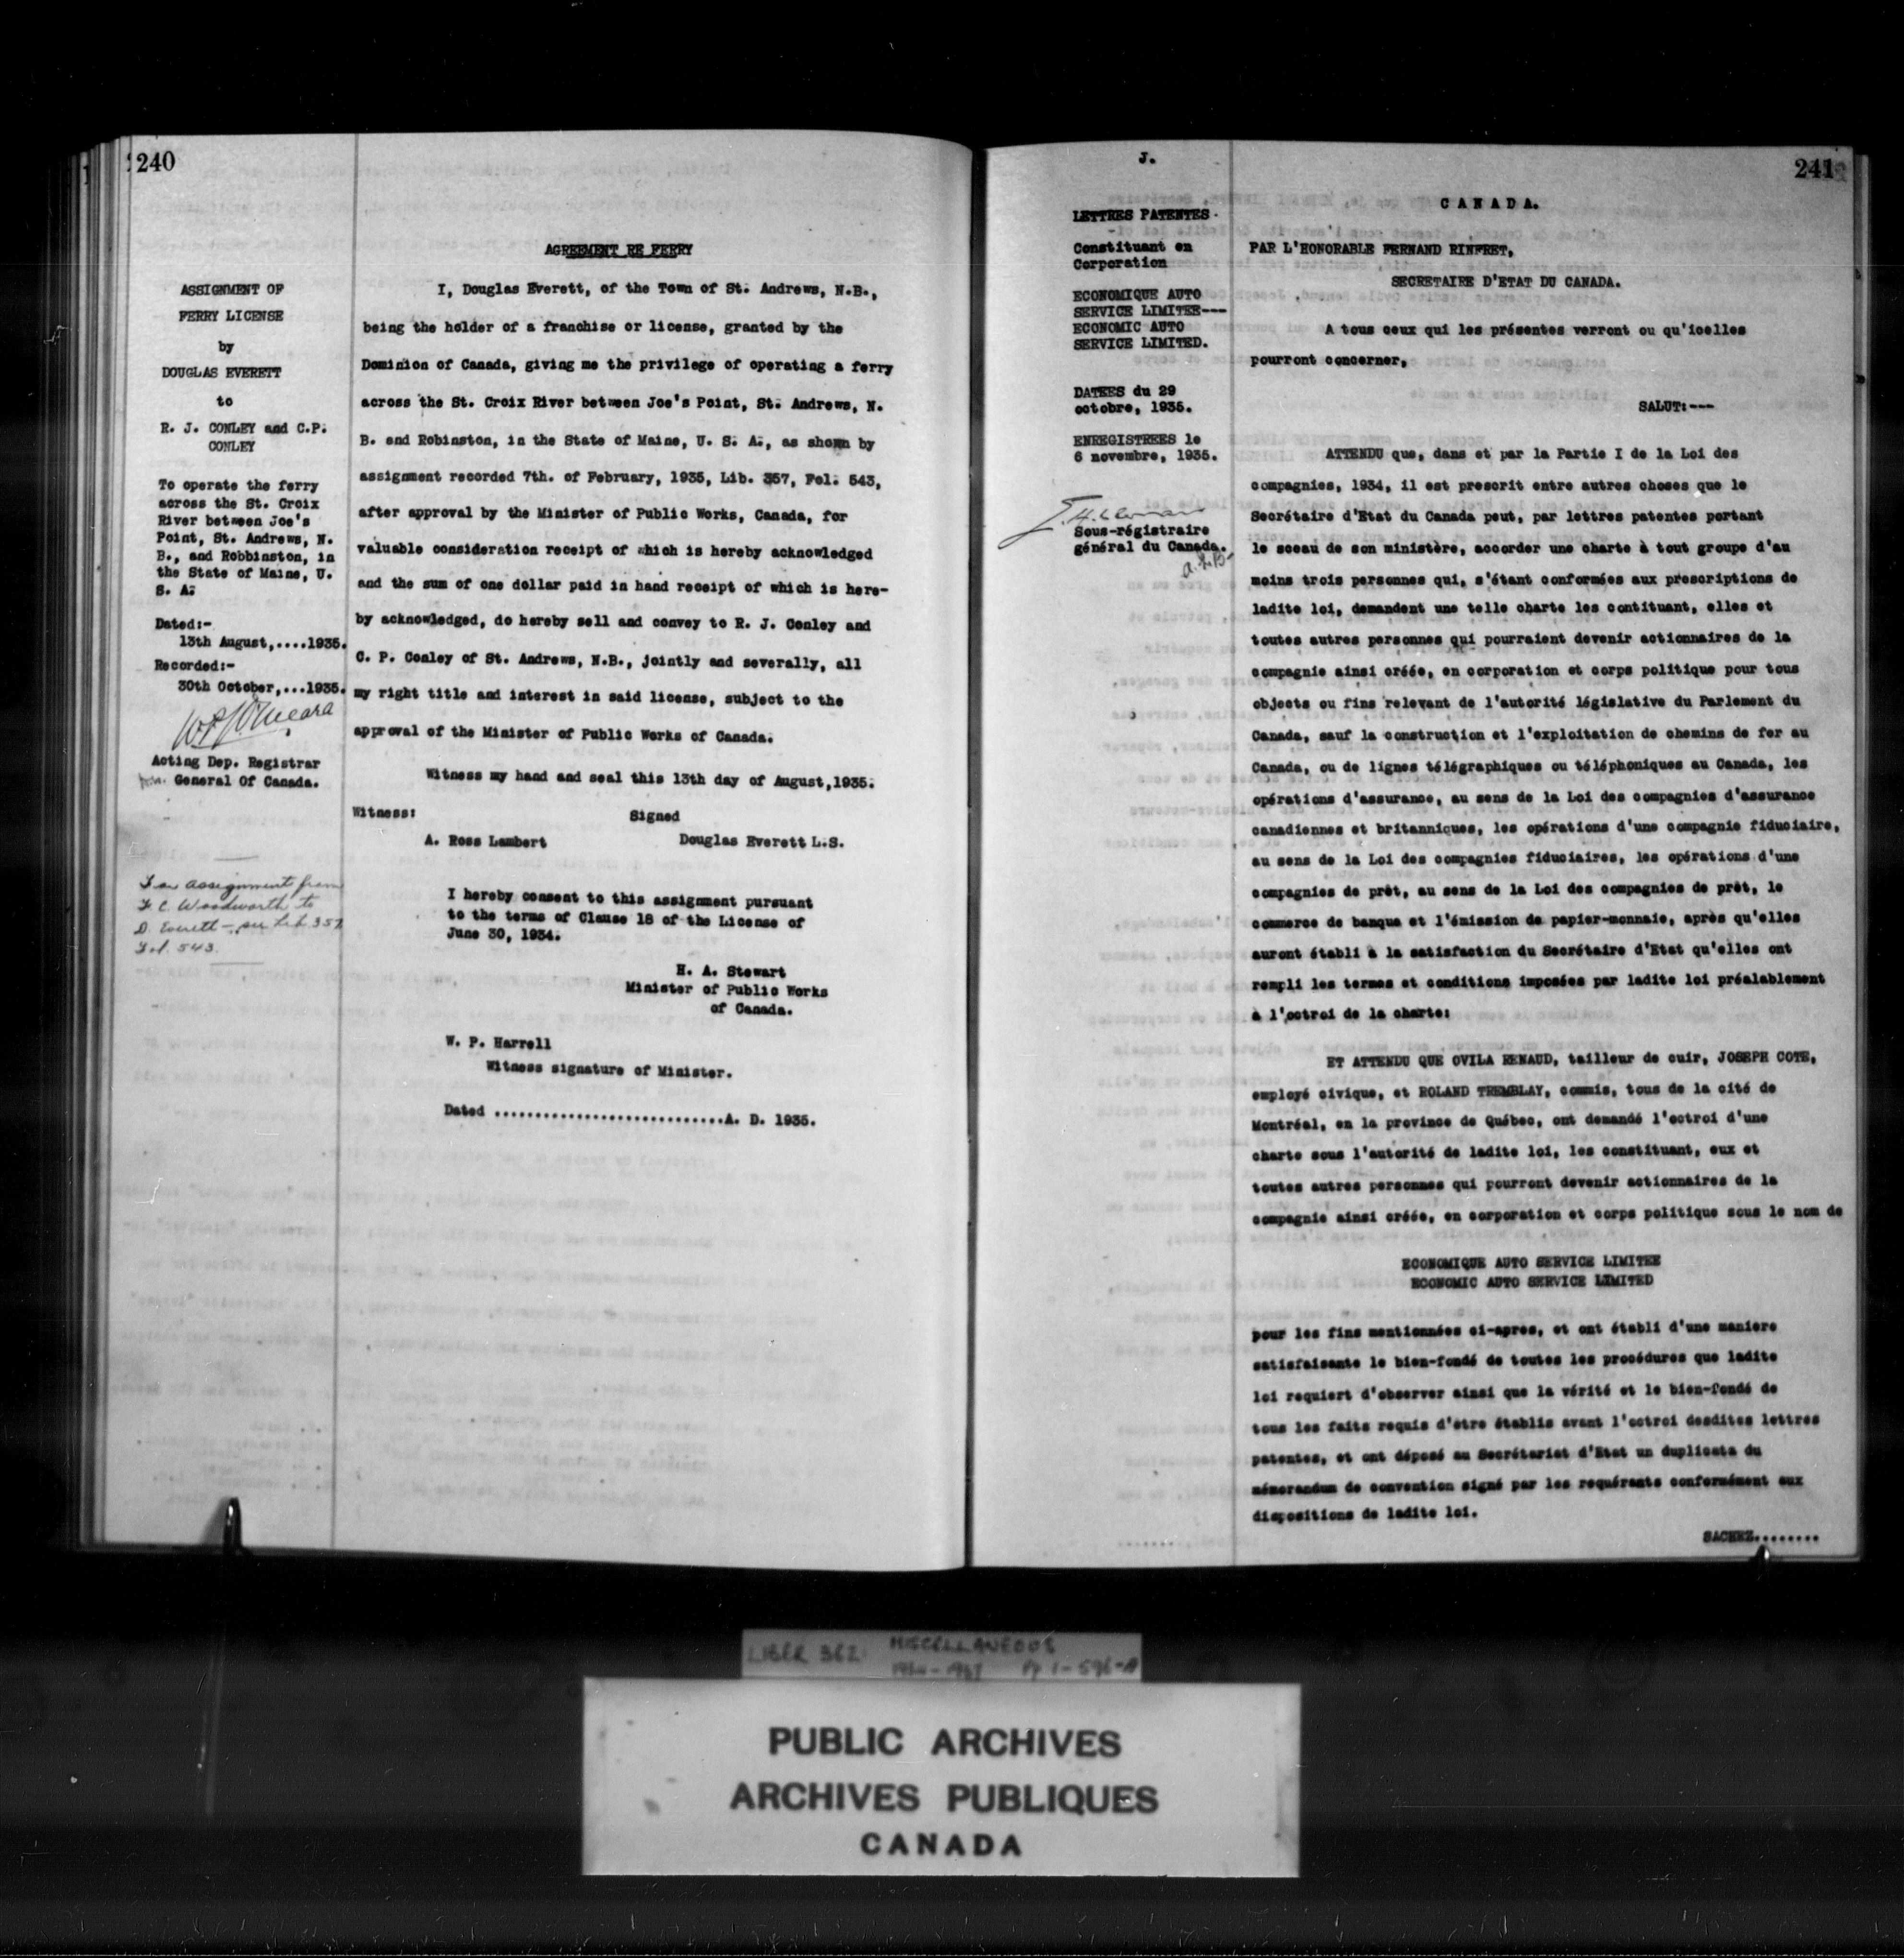 240
AGREEMENT RE FERRY
ASSIGNMENT OF
FERRY LICENSE
by
DOUGLAS EVERETT
to
R. J. CONLEY and C.P.
CONLEY
To operate the ferry
across the St. Croix
River between Joe's
Point, St. Andrews, N.
B., and Robbinston, in
the State of Maine, U.
S. A.
Dated:-
13th August,....1935.
Recorded:-
30th October,...1935.
W P J O'Meara
Acting Dep. Registrar
General Of Canada.
For assignment from
F C Woodworth to
D. Everett – see Lib 357
Fol. 543.
I, Douglas Everett, of the Town of St. Andrews, N.B.,
being the holder of a franchise or license, granted by the
Dominion of Canada, giving me the privilege of operating a ferry
across the St. Croix River between Joe's Point, St. Andrews, N.
B. and Robinston, in the State of Maine, U. S. A., as shown by
assignment recorded 7th. of February, 1935, Lib. 357, Fol. 543,
after approval by the Minister of Public Works, Canada, for
valuable consideration receipt of which is hereby acknowledged
and the sum of one dollar paid in hand receipt of which is here-
by acknowledged, do hereby sell and convey to R. J. Conley and
C. P. Conley of St. Andrews, N.B., jointly and severally, all
my right title and interest in said license, subject to the
approval of the Minister of Public Works of Canada.
Witness my hand and seal this 13th day of August,1935.
Witness: Signed
A. Ross Lambert Douglas Everett L.S.
I hereby consent to this assignment pursuant
to the terms of Clause 18 of the License of
June 30, 1934.
H. A. Stewart
Minister of Public Works
of Canada.
W. P. Harrell
Witness signature of Minister.
Dated ............................A. D. 1935.
J.
241
LETTRES PATENTES.
Constituant en
Corporation
ECONOMIQUE AUTO
SERVICE LIMITEE---
ECONOMIC AUTO
SERVICE LIMITED.
DATEES du 29
octobre, 1935.
ENREGISTREES le
6 novembre, 1935.
Sous-régistraire
général du Canada.
CANADA.
PAR L'HONORABLE FERNAND RINFRET,
SECRETAIRE D'ETAT DU CANADA.
A tous ceux qui les présentes verront ou qu'icelles
pourront concerner,
SALUT:---
ATTENDU que, dans et par la Partie I de la Loi des
compagnies, 1934, il est prescrit entre autres choses que le
Secrétaire d'Etat du Canada peut, par lettres patentes portant
le sceau de son ministère, accorder une charte à tout groupe d'au
moins trois personnes qui, s'étant conformées aux prescriptions de
ladite loi, demandent une telle charte les contituant, elles et
toutes autres personnes qui pourraient devenir actionnaires de la
compagnie ainsi créée, en corporation et corps politique pour tous
objects ou fins relevant de l'autorité législative du Parlement du
Canada, sauf la construction et l'exploitation de chemins de fer au
Canada, ou de lignes télégraphiques ou téléphoniques au Canada, les
opérations d'assurance, au sens de la Loi des compagnies d'assurance
canadiennes et britanniques, les opérations d'une compagnie fiduciaire,
au sens de la Loi des compagnies fiduciaires, les opérations d'une
compagnies de prêt, au sens de la Loi des compagnies de prêt, le
commerce de banque et l'émission de papier-monnaie, après qu'elles
auront établi à la satisfaction du Secrétaire d'Etat qu'elles ont
rempli les termes et conditions imposées par ladite loi préalablement
à l'octroi de la charte:
ET ATTENDU QUE OVILA RENAUD, tailleur de cuir, JOSEPH COTE,
employé civique, et ROLAND TREMBLAY, commis, tous de la cité de
Montréal, en la province de Québec, ont demandé l'octroi d'une
charte sous l'autorité de ladite loi, les constituant, eux et
toutes autres personnes qui pourront devenir actionnaires de la
compagnie ainsi créée, en corporation et corps politique sous le nom de
ECONOMIQUE AUTO SERVICE LIMITEE
ECONOMIC AUTO SERVICE LIMITED
pour les fins mentionnées ci-apres, et ont établi d'une maniere
satisfaisante le bien-fondé de toutes les procédures que ladite
loi requiert d'observer ainsi que la vérité et le bien-fondé de
tous les faits requis d'etre établis avant l'octroi desdites lettres
patentes, et ont déposé au Secrétariat d'Etat un duplicata du
mémorandum de convention signé par les requérants conformément aux
dispositions de ladite loi.
SACHEZ........
LIBER 362 MISCELLANEOUS
Pp 1-596-A
PUBLIC ARCHIVES
ARCHIVES PUBLIQUES
CANADA